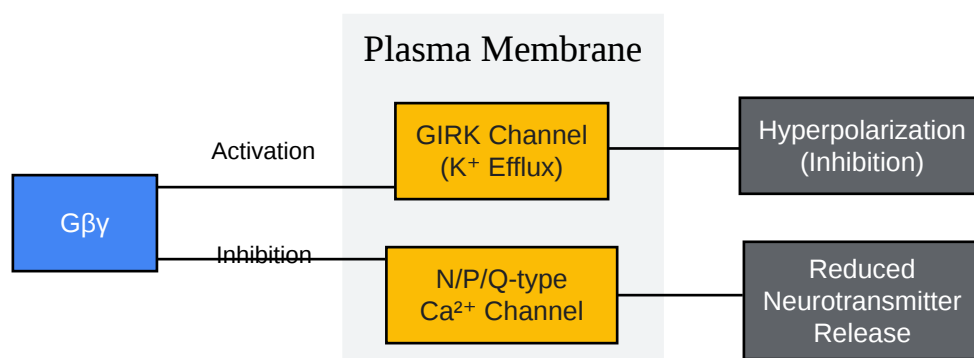 Plasma Membrane
Activation
GIRK Channel
(K⁺ Efflux)
Hyperpolarization
(Inhibition)
Gβγ
Inhibition
N/P/Q-type
Ca²⁺ Channel
Reduced
Neurotransmitter
Release